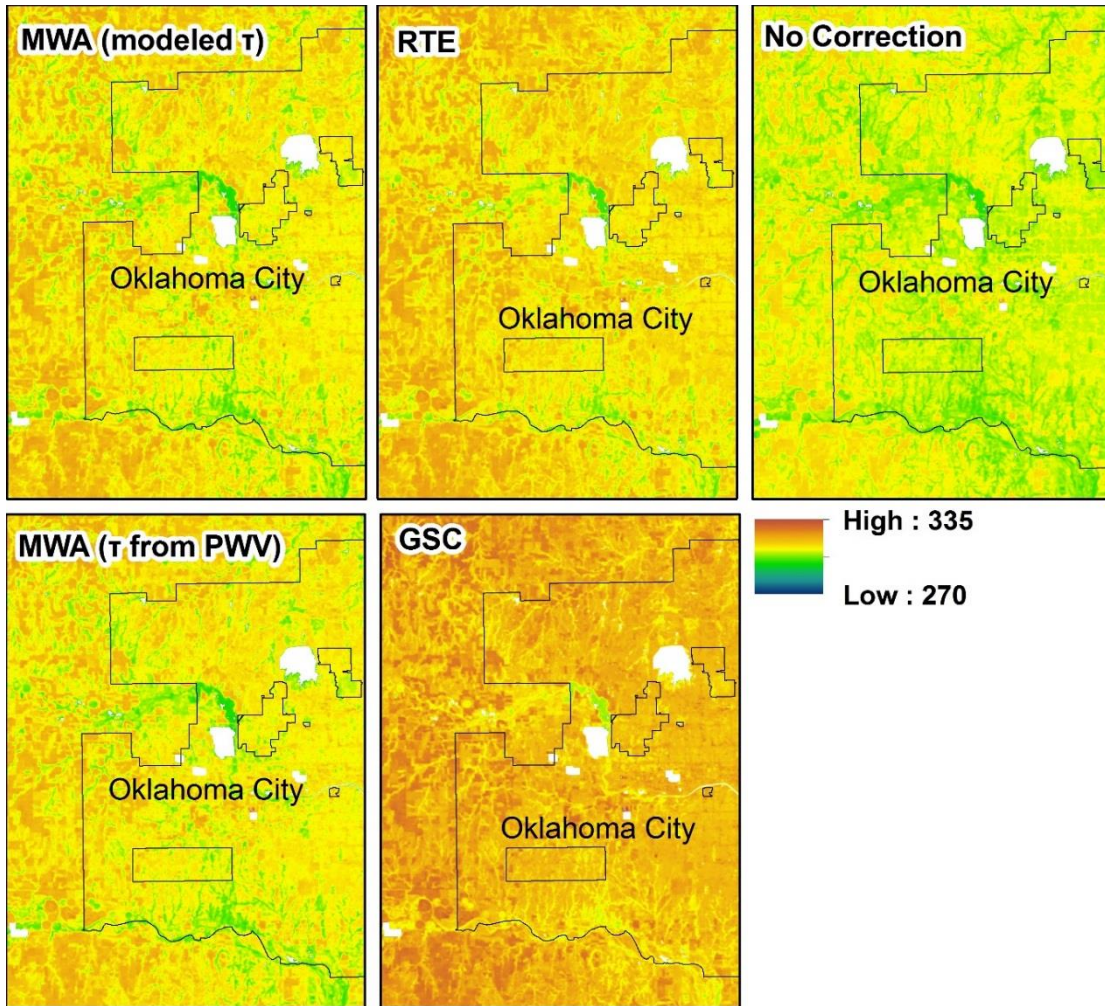 MWA (modeled τ)
RTE
No Correction
Oklahoma City
Oklahoma City
Oklahoma City
MWA (τ from PWV)
GSC
High : 335
Low : 270
Oklahoma City
Oklahoma City